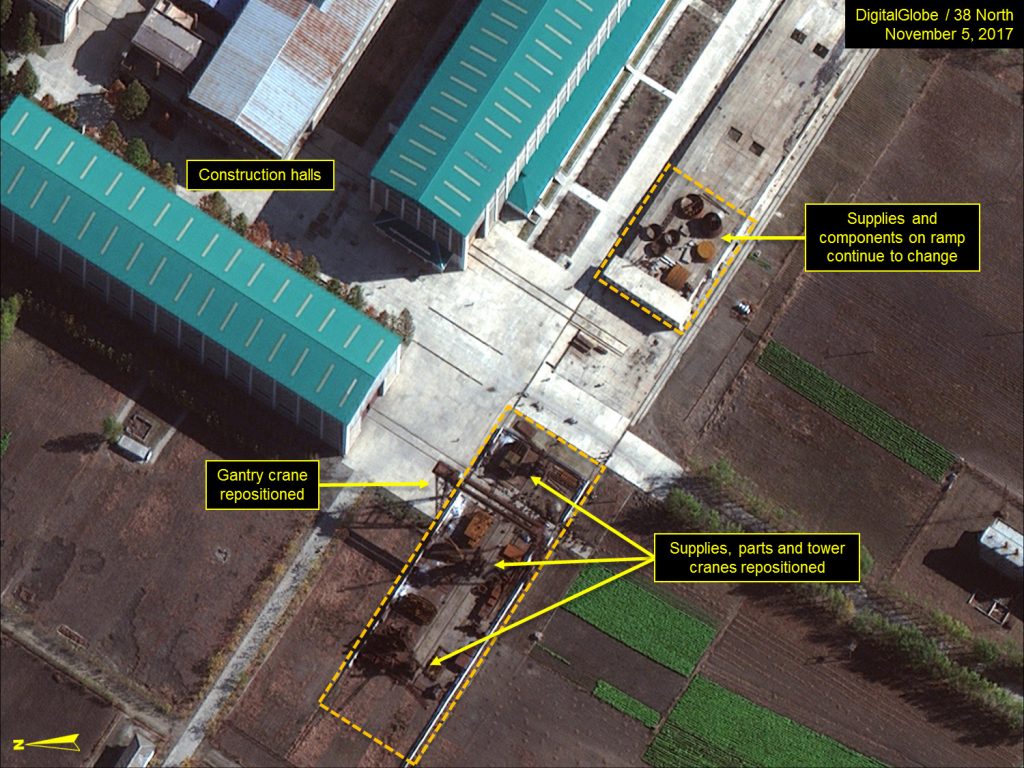 DigitalGlobe / 38 North
November 5, 2017
Construction halls
Supplies and
components on ramp
continue to change
Gantry crane
repositioned
Supplies, parts and tower
cranes repositioned
N